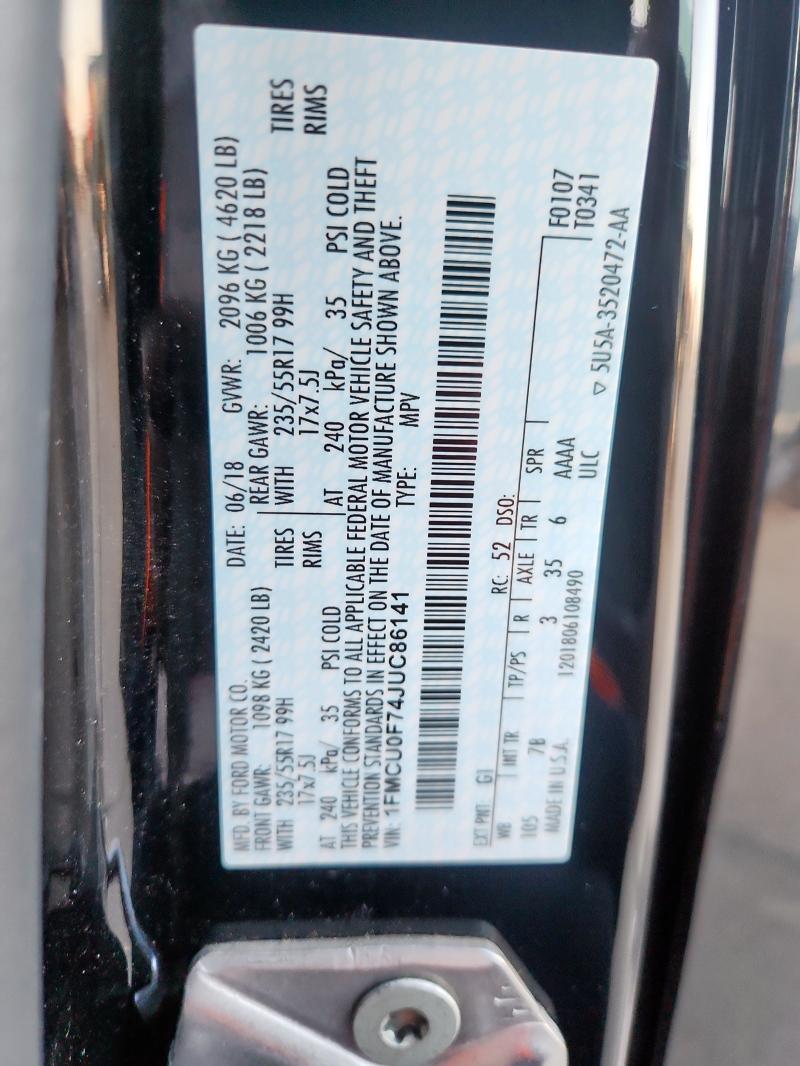 MFD. BY FORD MOTOR CO. DATE: 06/18 GVWR: 2096 KG ( 4620 LB)
FRONT GAWR: 1098 KG ( 2420 LB) REAR GAWR: 1006 KG ( 2218 LB)
WITH 235/55R17 99H TIRES WITH 235/55R17 99H TIRES
17x7.5J RIMS 17x7.5J RIMS
AT 240 kPa/ 35 PSI COLD AT 240 kPa/ 35 PSI COLD
THIS VEHICLE CONFORMS TO ALL APPLICABLE FEDERAL MOTOR VEHICLE SAFETY AND THEFT
PREVENTION STANDARDS IN EFFECT ON THE DATE OF MANUFACTURE SHOWN ABOVE.
VIN: 1FMCU0F74JUC86141 TYPE: MPV
EXT PNT: G1 RC: 52 DSO:
WB INT TR TP/PS R AXLE TR SPR F0107
105 7B 3 35 6 AAAA T0341
MADE IN U.S.A. 1201806108490 ULC
▽ 5U5A-3520472-AA